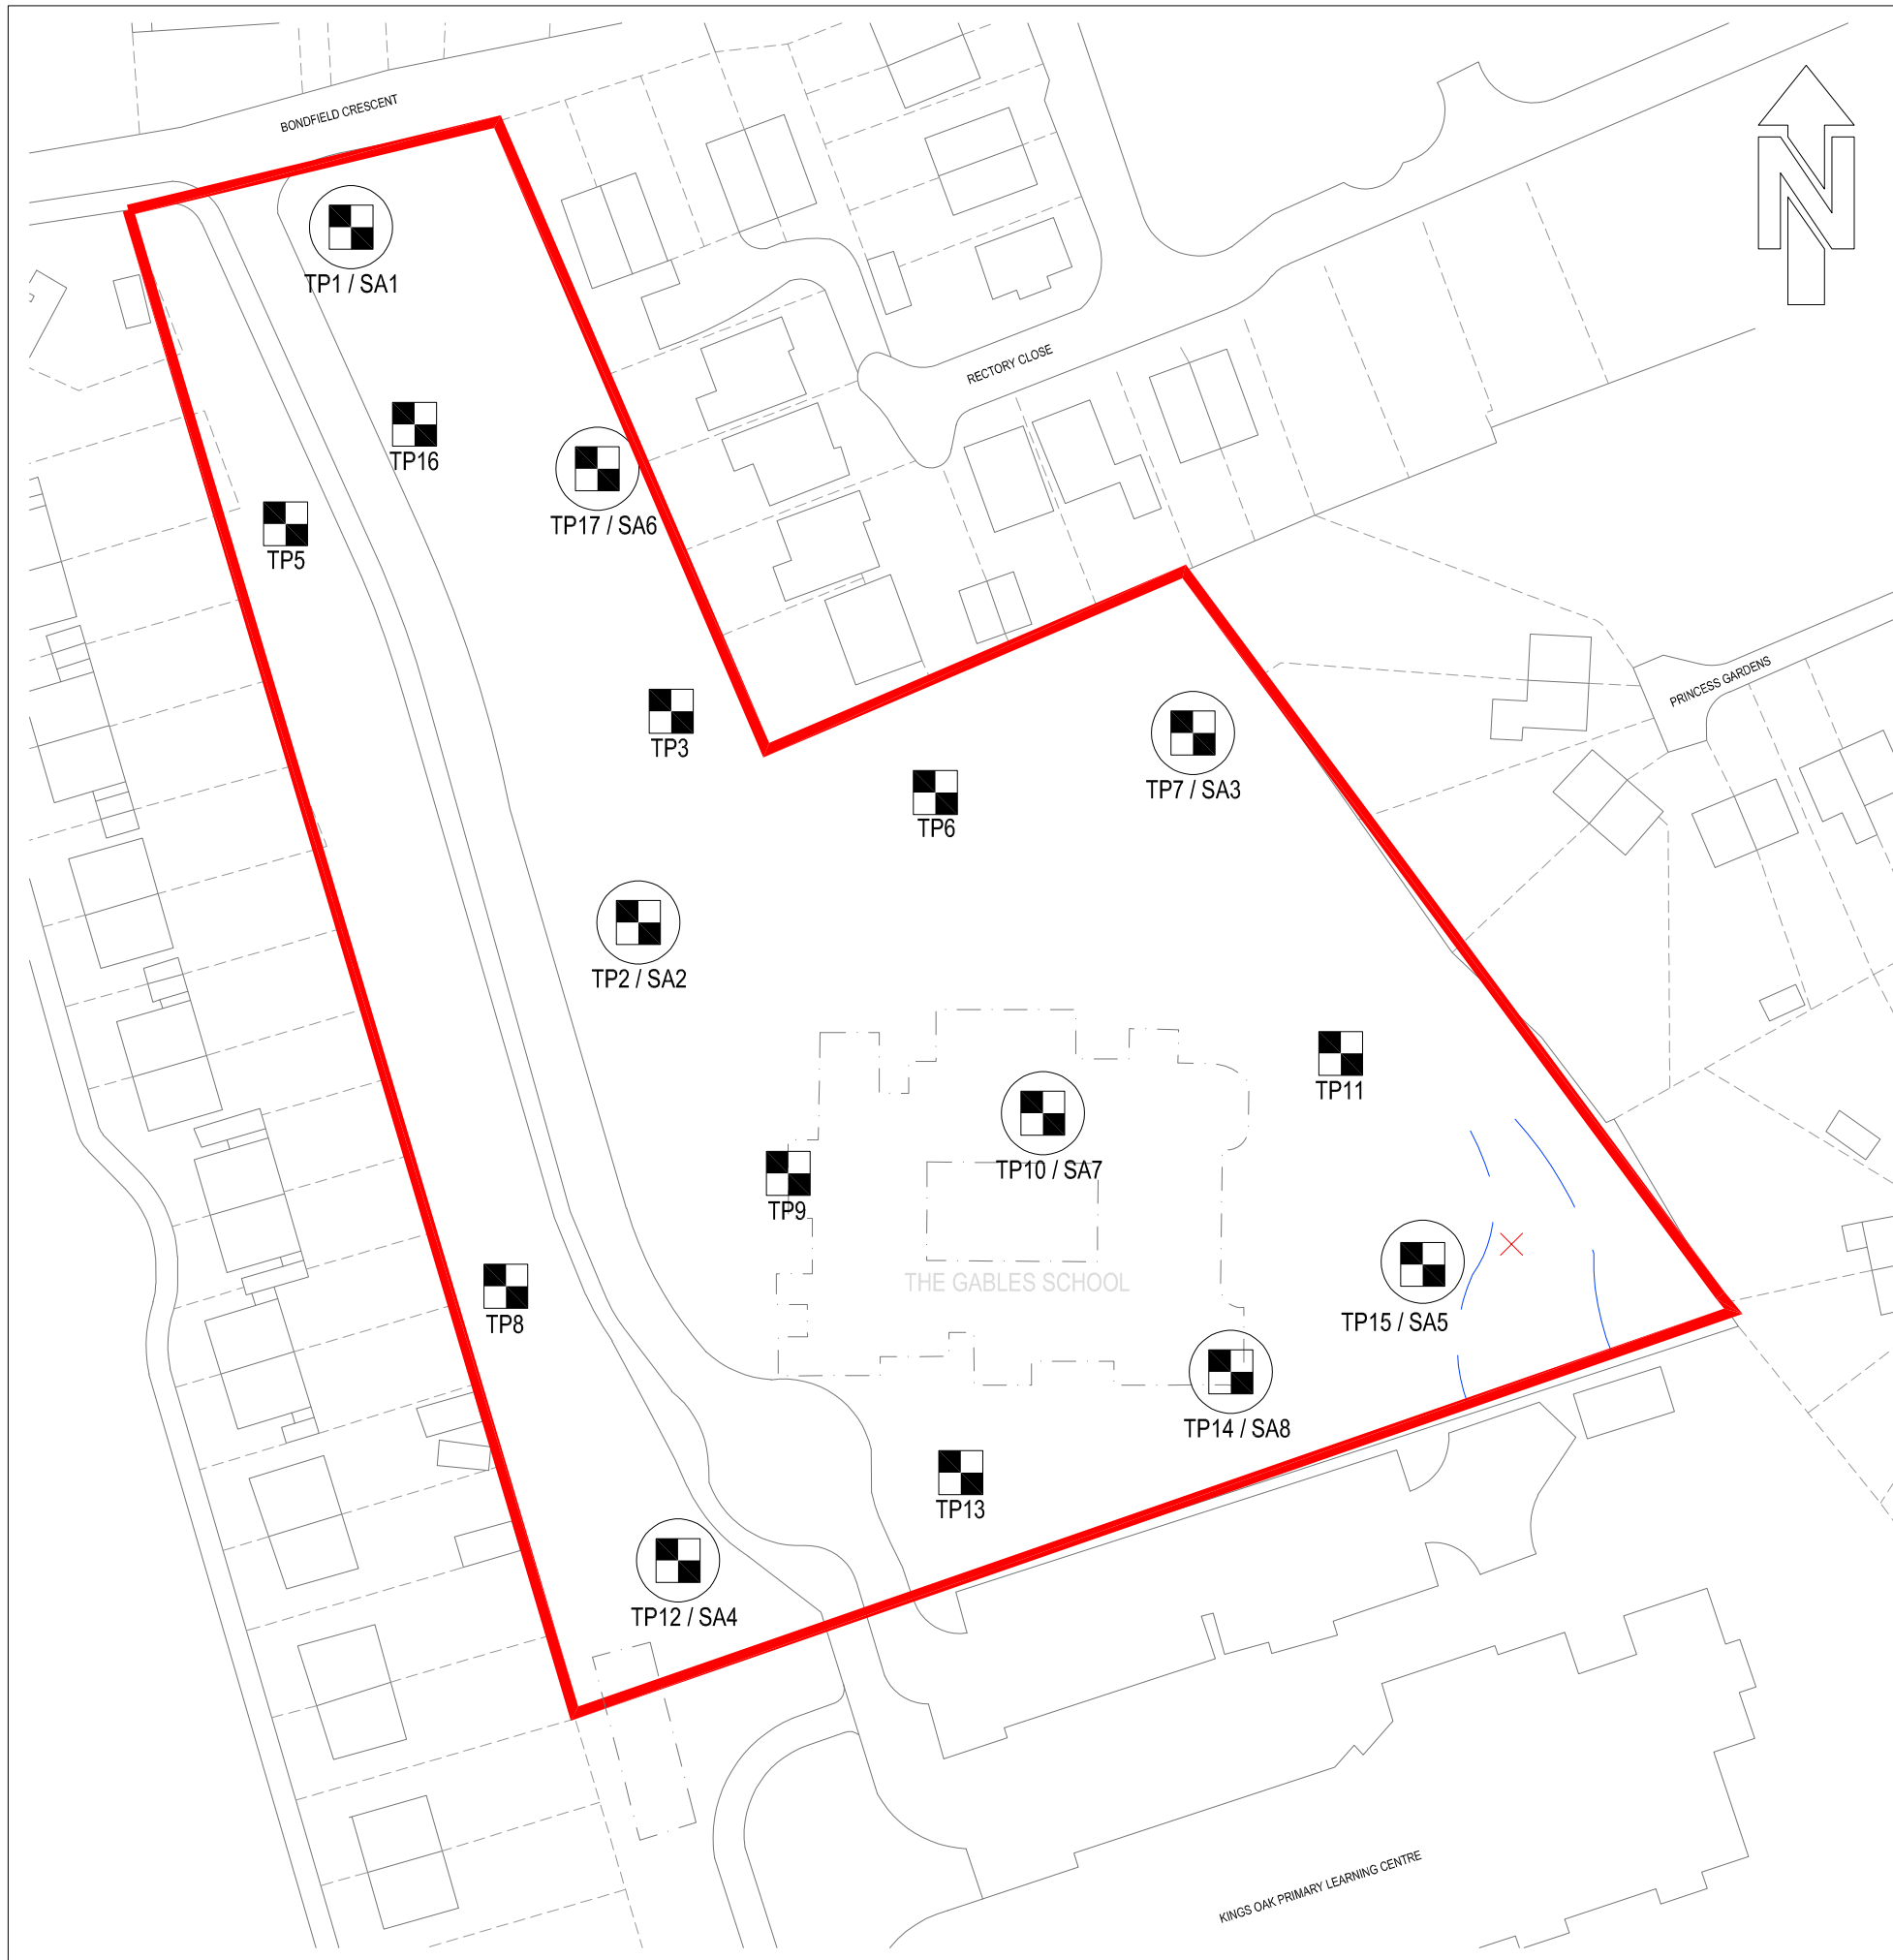 BONDFIELD CRESCENT
N
TP1 / SA1
RECTORY CLOSE
TP16
TP17 / SA6
TP5
PRINCESS GARDENS
TP3
TP7 / SA3
TP6
TP2 / SA2
TP11
TP10 / SA7
TP9
THE GABLES SCHOOL
TP8
TP15 / SA5
TP14 / SA8
TP13
TP12 / SA4
KINGS OAK PRIMARY LEARNING CENTRE